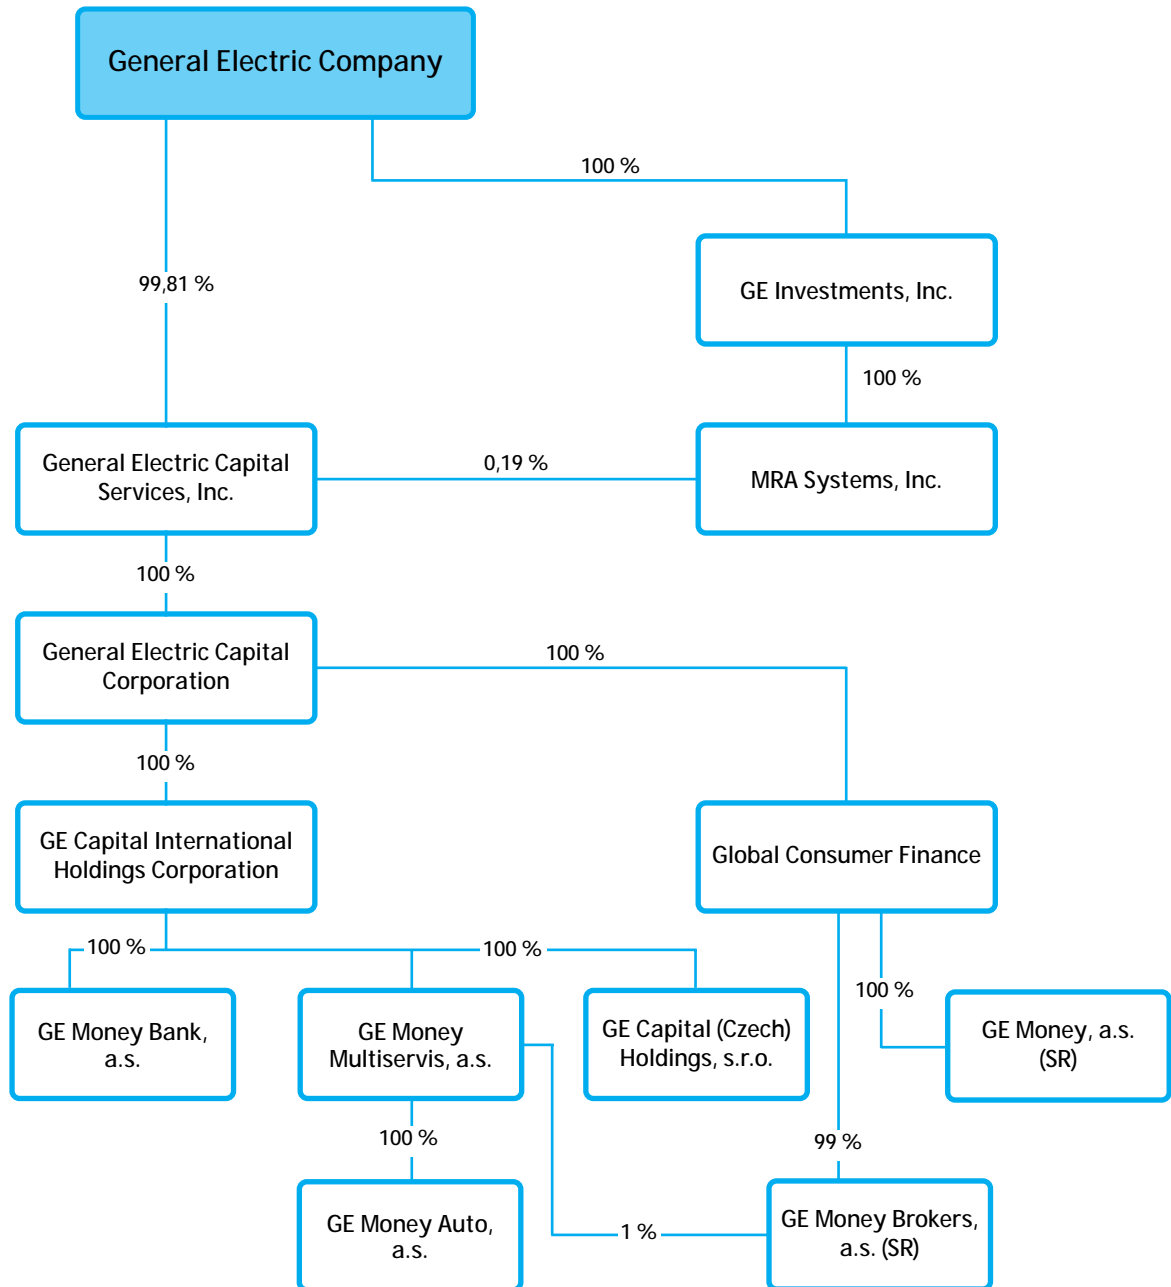 General Electric Company
100 %
99,81 %
GE Investments, Inc.
100 %
General Electric Capital
Services, Inc.
0,19 %
MRA Systems, Inc.
100 %
General Electric Capital
Corporation
100 %
100 %
GE Capital International
Holdings Corporation
Global Consumer Finance
100 %
100 %
100 %
GE Money Bank,
a.s.
GE Money
Multiservis, a.s.
GE Capital (Czech)
Holdings, s.r.o.
GE Money, a.s.
(SR)
100 %
99 %
GE Money Auto,
a.s.
1 %
GE Money Brokers,
a.s. (SR)